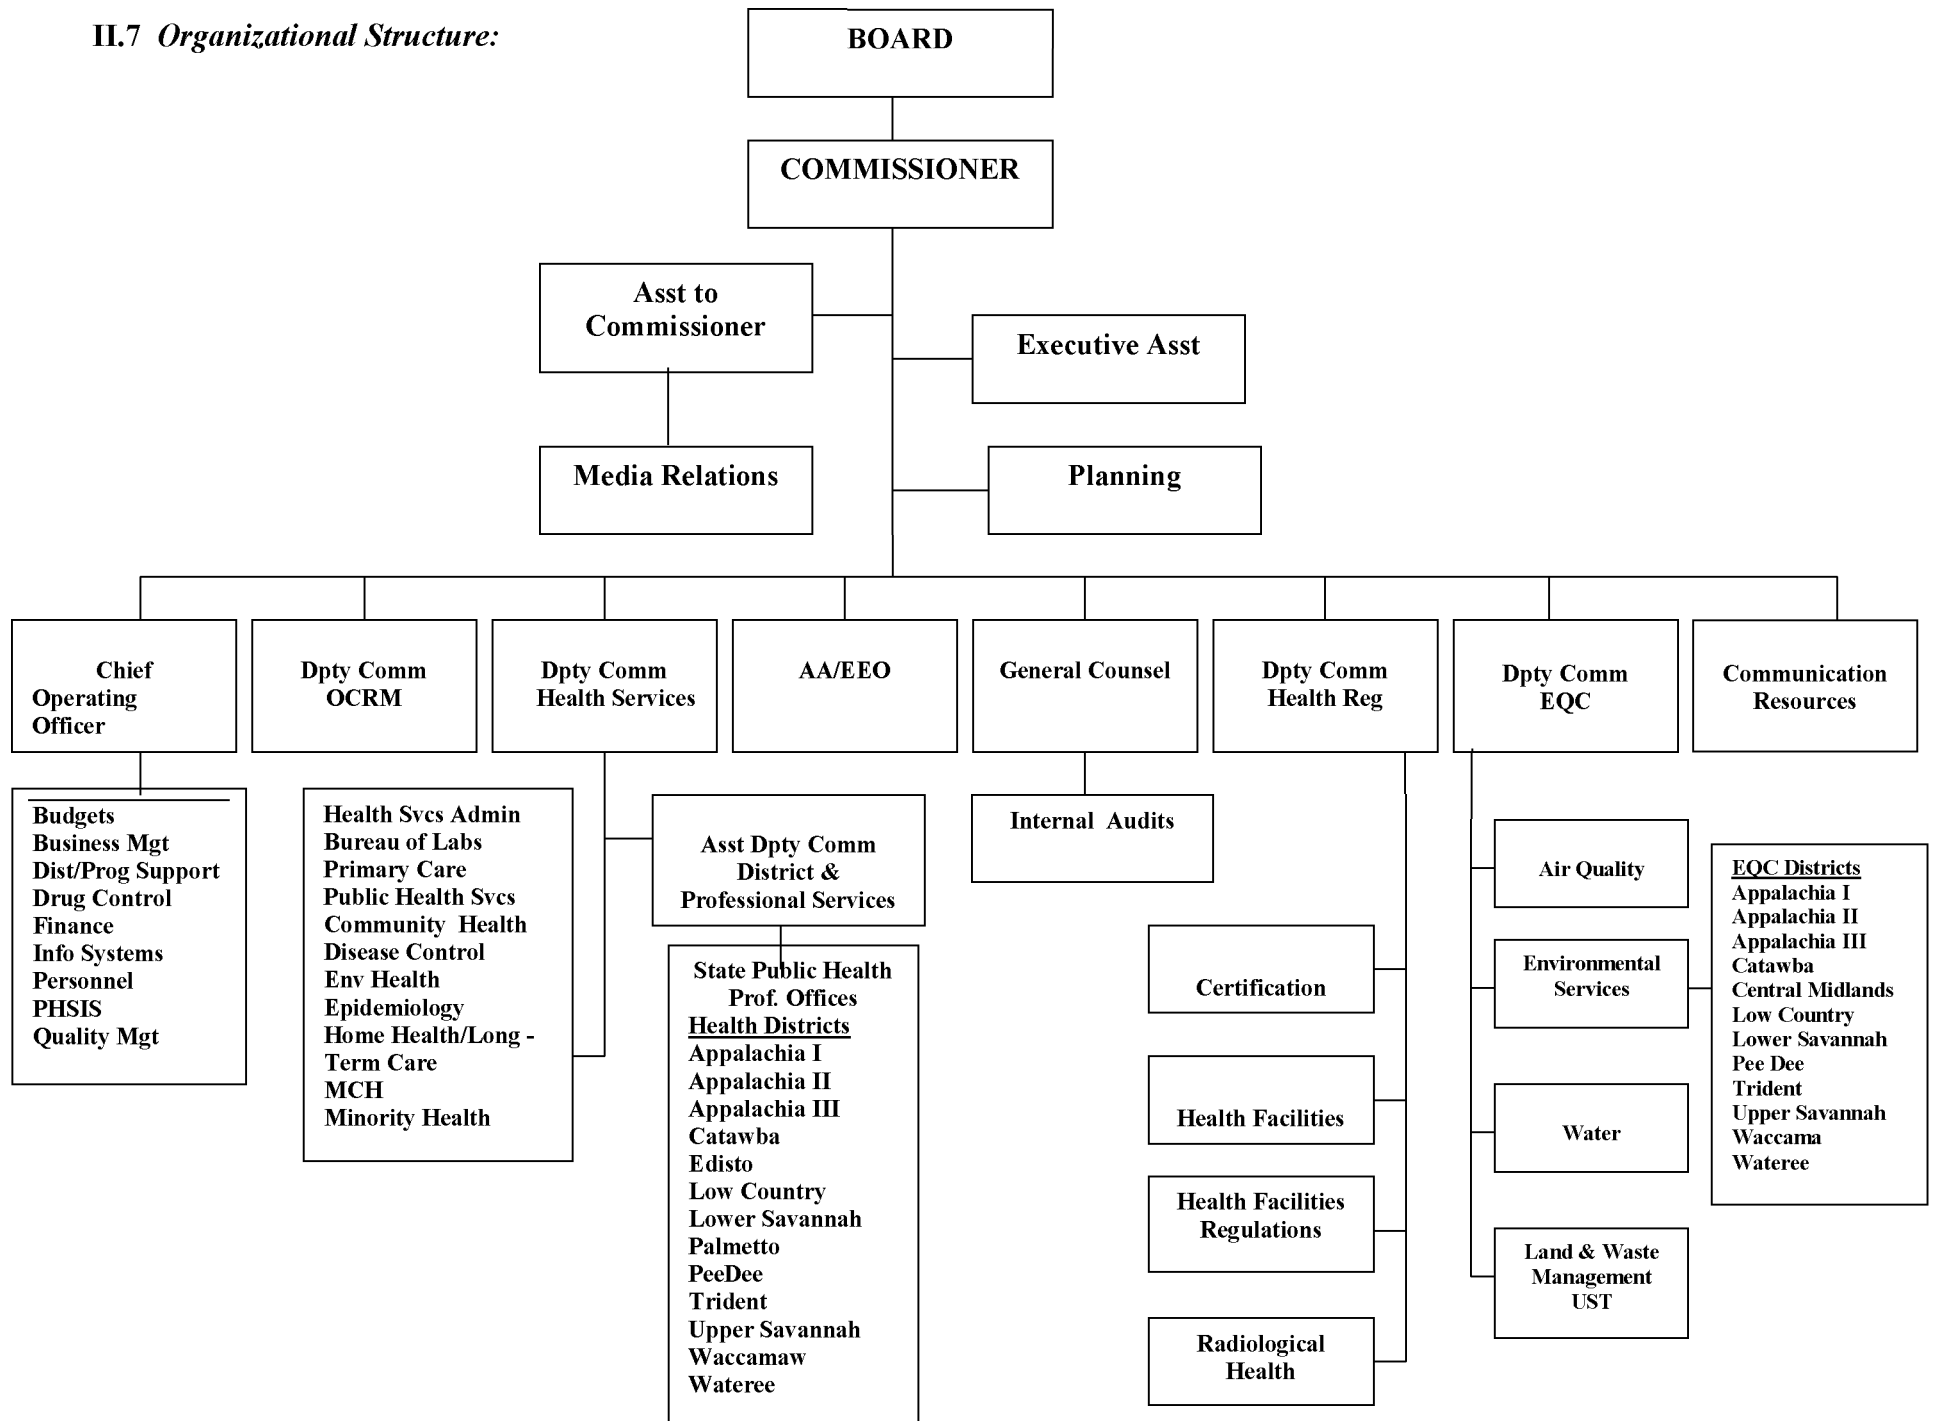 II.7 Organizational Structure:
BOARD
COMMISSIONER
Asst to
Commissioner
Executive Asst
Media Relations
Planning
Chief
Operating
Officer
Dpty Comm
OCRM
Dpty Comm
Health Services
AA/EEO
General Counsel
Dpty Comm
Health Reg
Dpty Comm
EQC
Communication
Resources
Budgets
Business Mgt
Dist/Prog Support
Drug Control
Finance
Info Systems
Personnel
PHSIS
Quality Mgt
Health Svcs Admin
Bureau of Labs
Primary Care
Public Health Svcs
Community Health
Disease Control
Env Health
Epidemiology
Home Health/Long -
Term Care
MCH
Minority Health
Asst Dpty Comm
District &
Professional Services
State Public Health
Prof. Offices
Health Districts
Appalachia I
Appalachia II
Appalachia III
Catawba
Edisto
Low Country
Lower Savannah
Palmetto
PeeDee
Trident
Upper Savannah
Waccamaw
Wateree
Internal Audits
Certification
Health Facilities
Health Facilities
Regulations
Radiological
Health
Air Quality
Environmental
Services
Water
Land & Waste
Management
UST
EQC Districts
Appalachia I
Appalachia II
Appalachia III
Catawba
Central Midlands
Low Country
Lower Savannah
Pee Dee
Trident
Upper Savannah
Waccama
Wateree